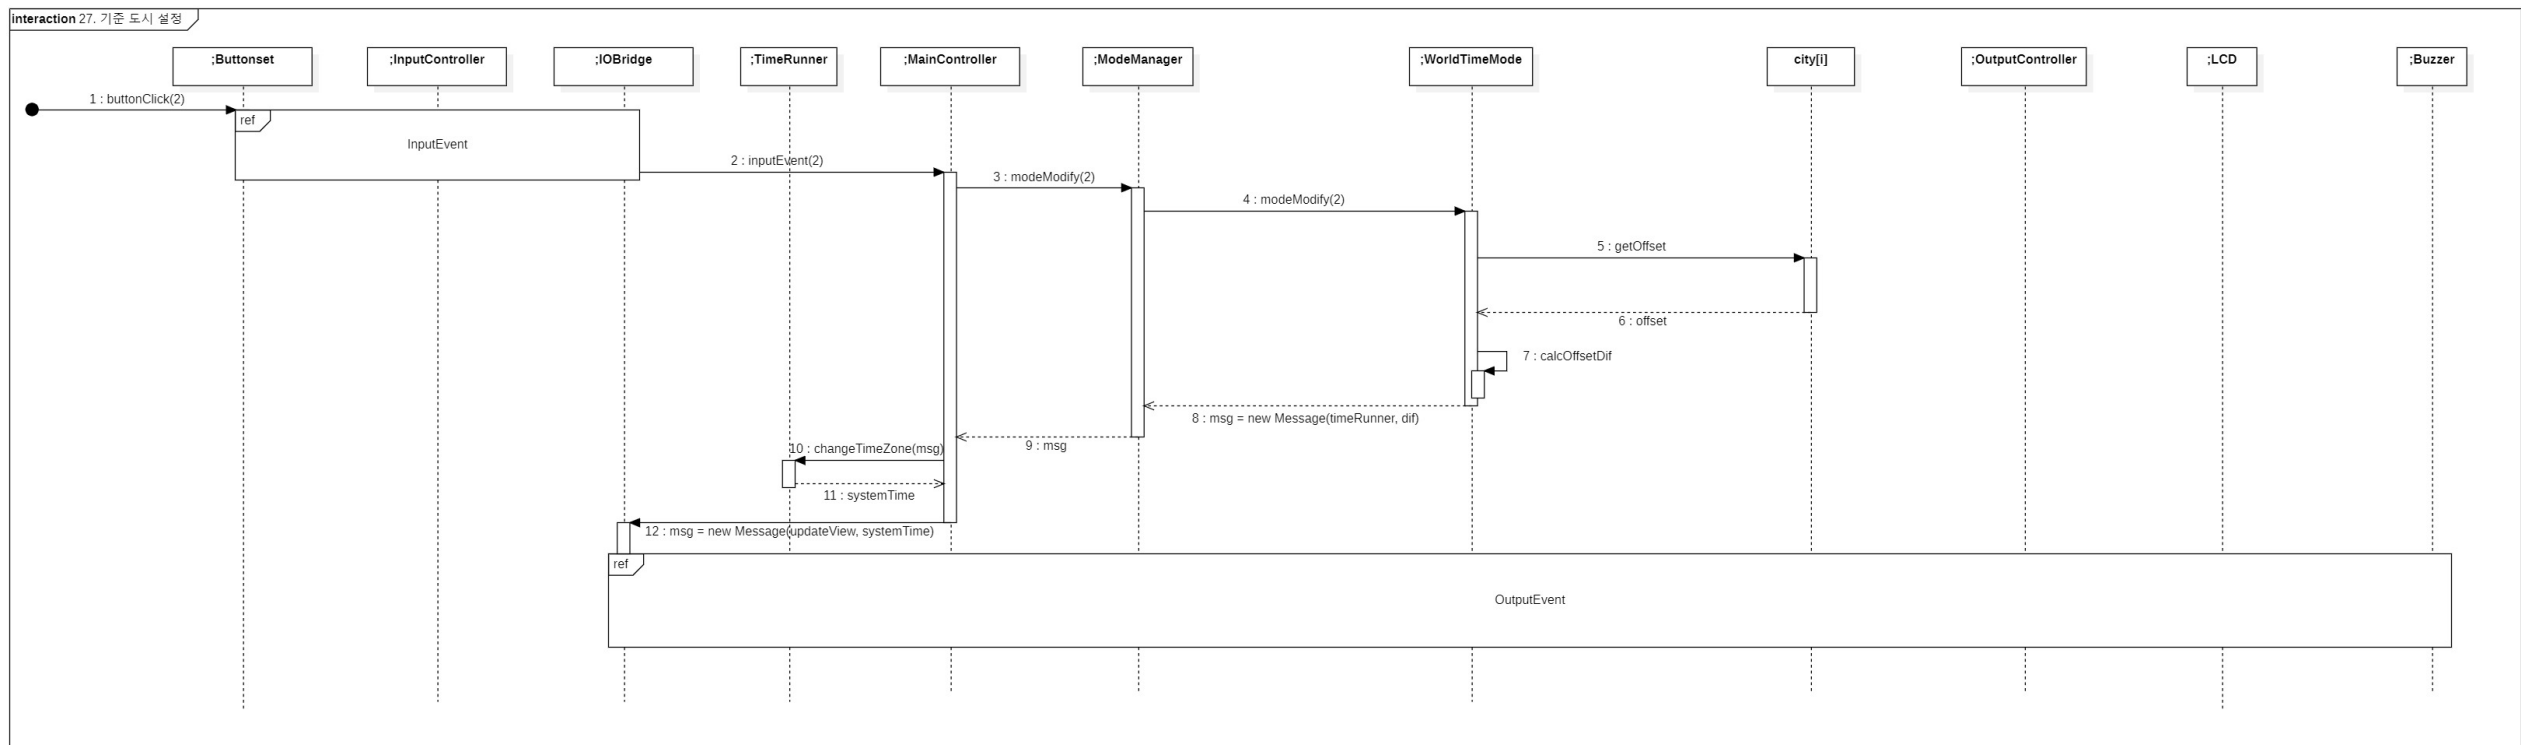 interaction 27. 기준 도시 설정
;Buttonset
;InputController
;IOBridge
;TimeRunner
;MainController
;ModeManager
;WorldTimeMode
city[i]
;OutputController
;LCD
;Buzzer
1 : buttonClick(2)
ref
InputEvent
2 : inputEvent(2)
3 : modeModify(2)
4 : modeModify(2)
5 : getOffset
6 : offset
7 : calcOffsetDif
8 : msg = new Message(timeRunner, dif)
9 : msg
10 : changeTimeZone(msg)
11 : systemTime
12 : msg = new Message(updateView, systemTime)
ref
OutputEvent